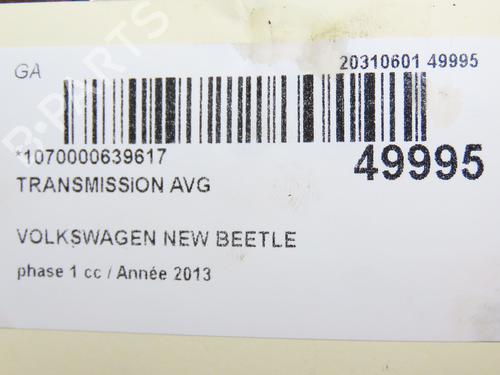 GA
20310601 49995
*1070000639617
49995
TRANSMISSION AVG
VOLKSWAGEN NEW BEETLE
phase 1 cc / Année 2013
B-PARTS